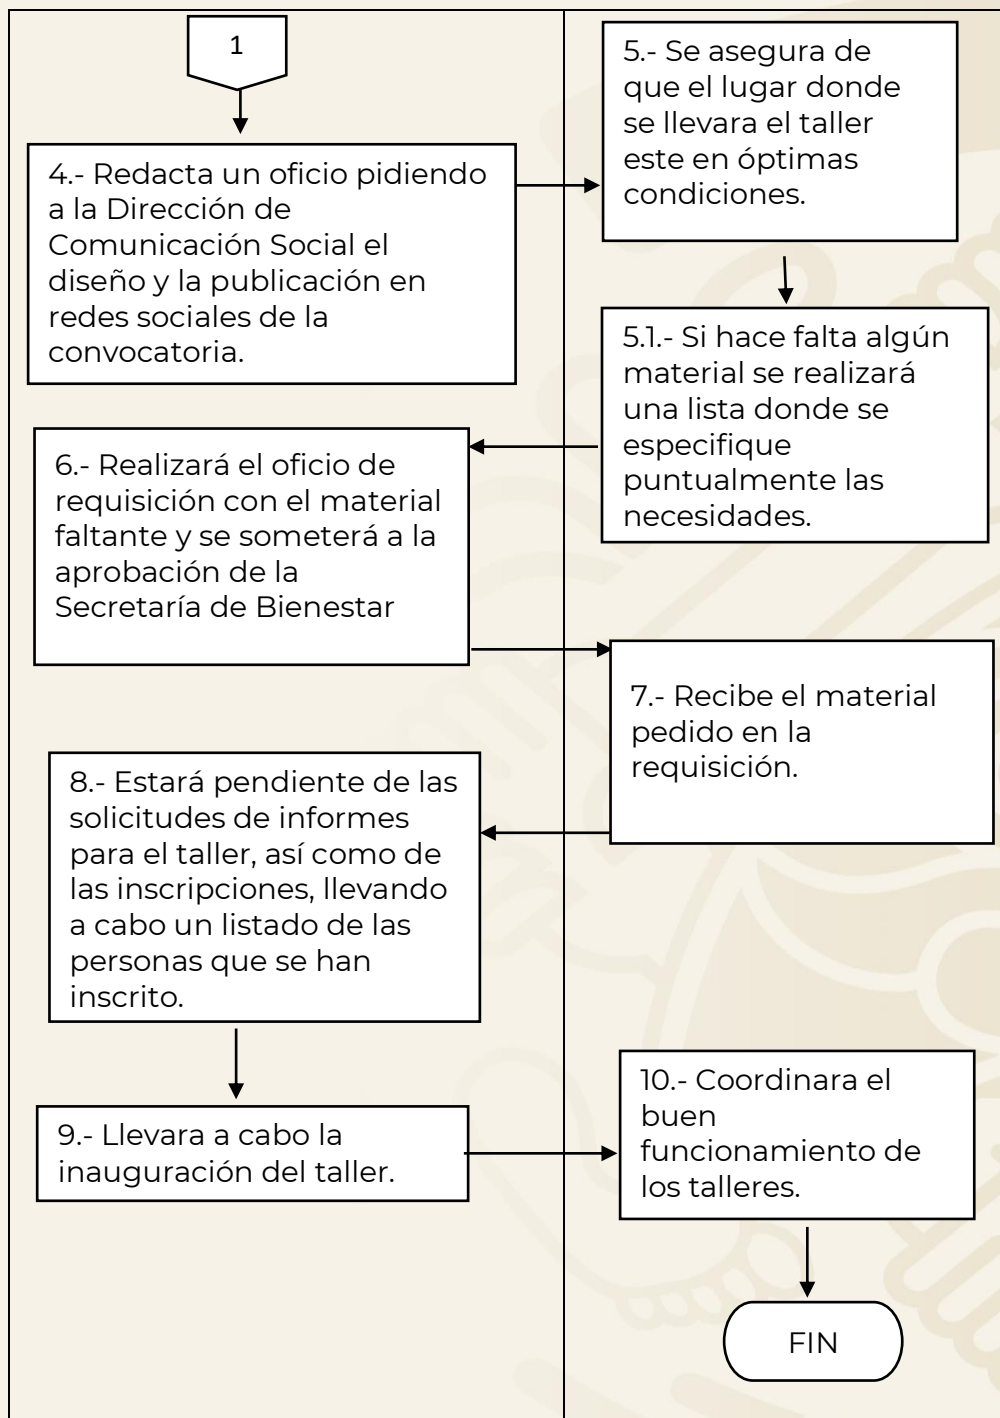 1
4.- Redacta un oficio pidiendo
a la Dirección de
Comunicación Social el
diseño y la publicación en
redes sociales de la
convocatoria.
5.- Se asegura de
que el lugar donde
se llevara el taller
este en óptimas
condiciones.
5.1.- Si hace falta algún
material se realizará
una lista donde se
especifique
puntualmente las
necesidades.
6.- Realizará el oficio de
requisición con el material
faltante y se someterá a la
aprobación de la
Secretaría de Bienestar
7.- Recibe el material
pedido en la
requisición.
8.- Estará pendiente de las
solicitudes de informes
para el taller, así como de
las inscripciones, llevando
a cabo un listado de las
personas que se han
inscrito.
9.- Llevara a cabo la
inauguración del taller.
10.- Coordinara el
buen
funcionamiento de
los talleres.
FIN